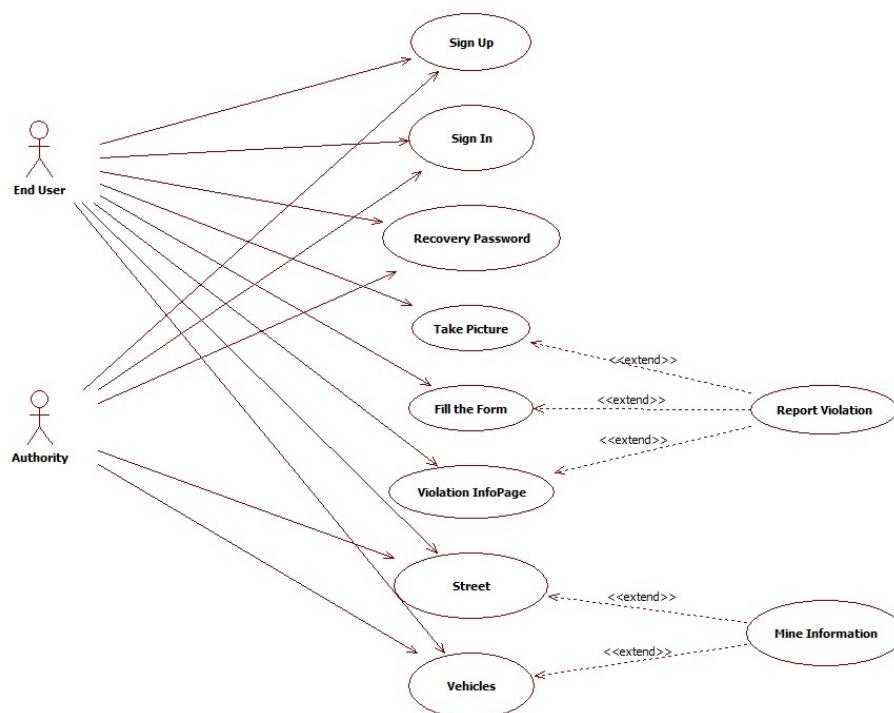 Sign Up
Sign In
End User
Recovery Password
Take Picture
<<extend>>
<<extend>>
Fill the Form
Report Violation
Authority
<<extend>>
Violation InfoPage
Street
<<extend>>
Mine Information
<<extend>>
Vehicles